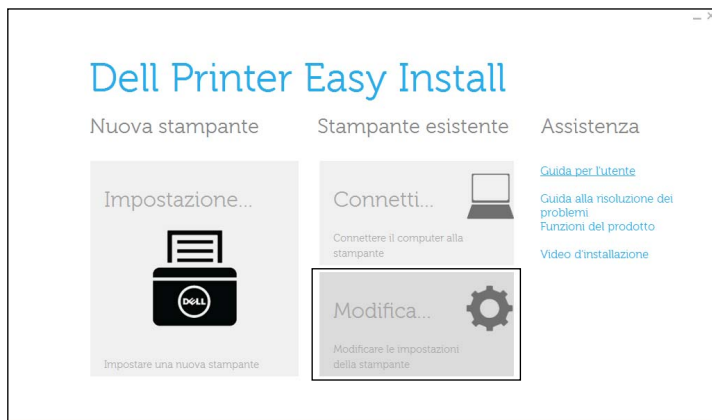 Dell Printer Easy Install
Nuova stampante
Impostazione...
DELL
Impostare una nuova stampante
Stampante esistente
Connetti...
Connettere il computer alla
stampante
Modifica...
Modificare le impostazioni
della stampante
Assistenza
Guida per l'utente
Guida alla risoluzione dei
problemi
Funzioni del prodotto
Video d'installazione